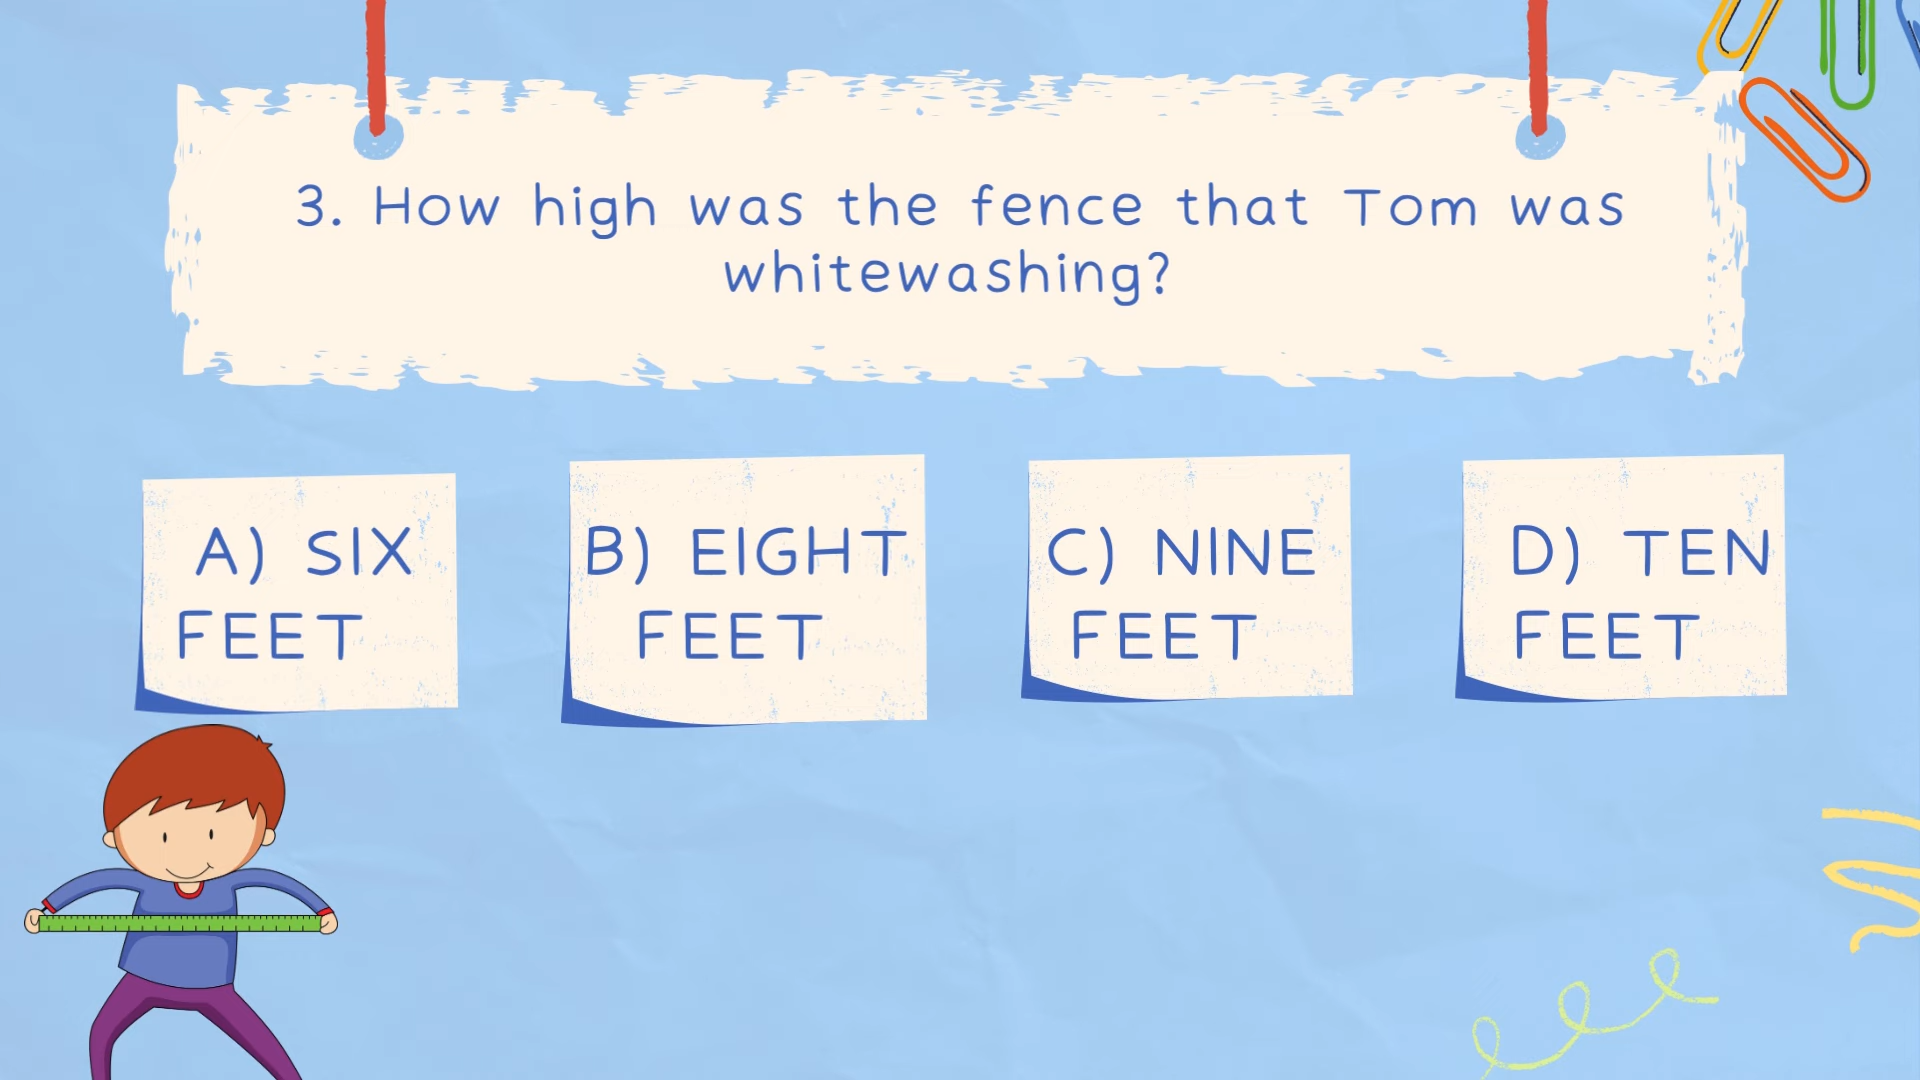 3. How high was the fence that Tom was
whitewashing?
A) SIX
FEET
B) EIGHT
FEET
C) NINE
FEET
D) TEN
FEET